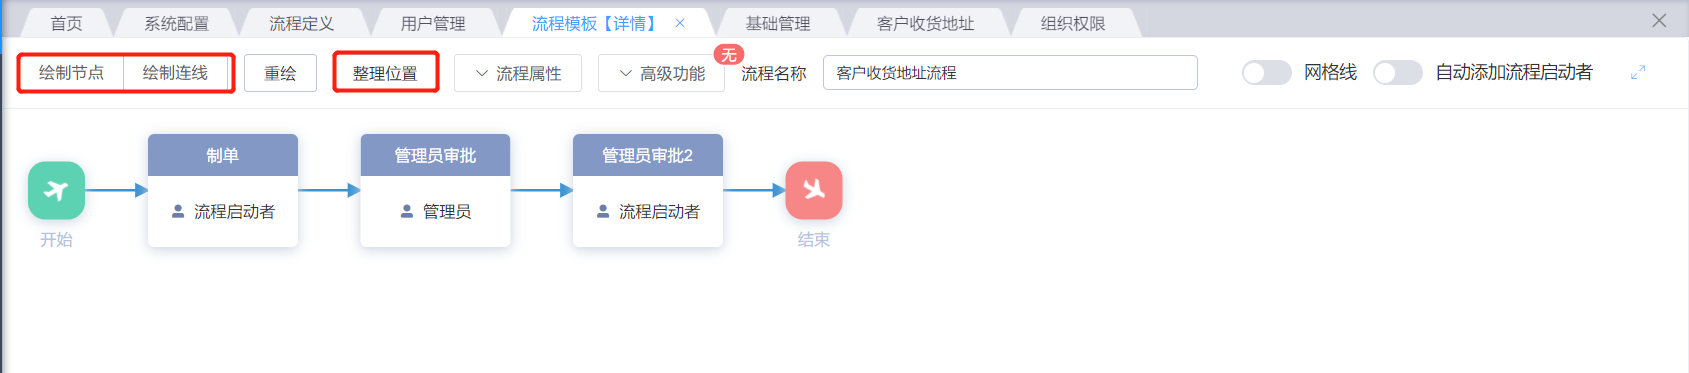 首页 系统配置 流程定义 用户管理 流程模板【详情】 × 基础管理 客户收货地址 组织权限
绘制节点 绘制连线 重绘 整理位置 流程属性 高级功能 无 流程名称 客户收货地址流程 网格线 自动添加流程启动者
制单 管理员审批 管理员审批2
流程启动者 管理员 流程启动者
开始 结束